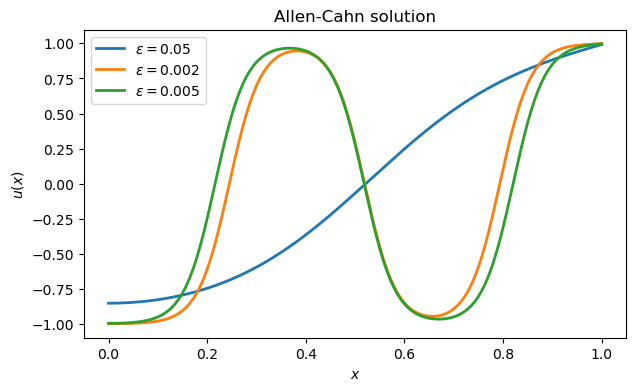 Allen-Cahn solution
ε = 0.05
ε = 0.002
ε = 0.005
1.00
0.75
0.50
0.25
0.00
−0.25
−0.50
−0.75
−1.00
u(x)
0.0 0.2 0.4 0.6 0.8 1.0
x